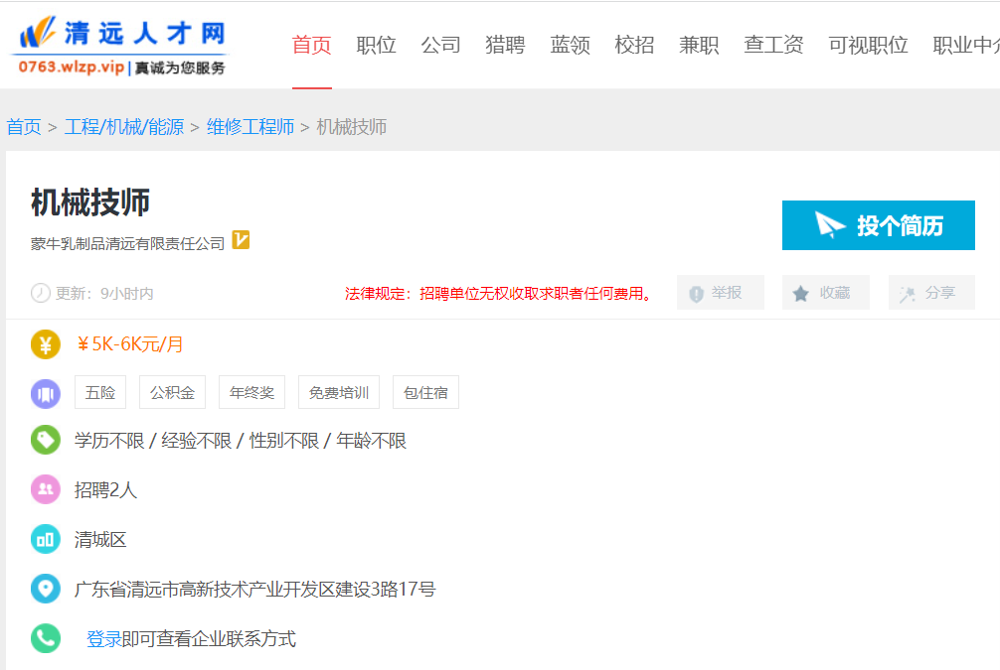 清远人才网
0763.wlzp.vip|真诚为您服务
首页 职位 公司 猎聘 蓝领 校招 兼职 查工资 可视职位 职业中介
首页 > 工程/机械/能源 > 维修工程师 > 机械技师
机械技师
投个简历
蒙牛乳制品清远有限责任公司
更新：9小时内 法律规定：招聘单位无权收取求职者任何费用。 举报 收藏 分享
￥5K-6K元/月
五险 公积金 年终奖 免费培训 包住宿
学历不限 / 经验不限 / 性别不限 / 年龄不限
招聘2人
清城区
广东省清远市高新技术产业开发区建设3路17号
登录即可查看企业联系方式